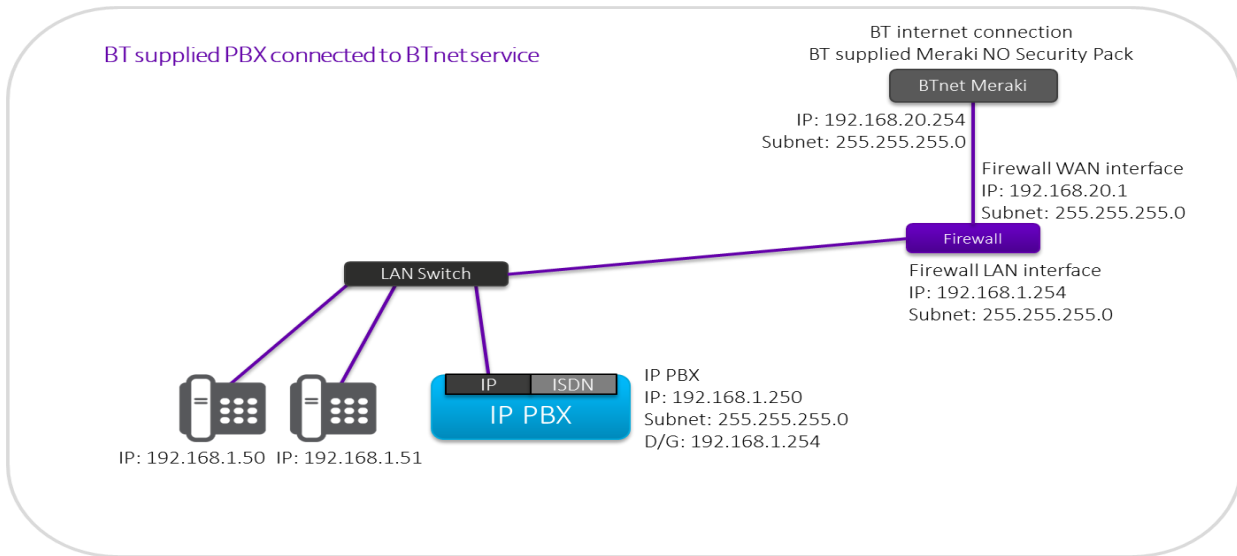 BT supplied PBX connected to BTnet service
BT internet connection
BT supplied Meraki NO Security Pack
BTnet Meraki
IP: 192.168.20.254
Subnet: 255.255.255.0
Firewall WAN interface
IP: 192.168.20.1
Subnet: 255.255.255.0
Firewall
Firewall LAN interface
IP: 192.168.1.254
Subnet: 255.255.255.0
LAN Switch
IP ISDN
IP PBX
IP PBX
IP: 192.168.1.250
Subnet: 255.255.255.0
D/G: 192.168.1.254
IP: 192.168.1.50 IP: 192.168.1.51